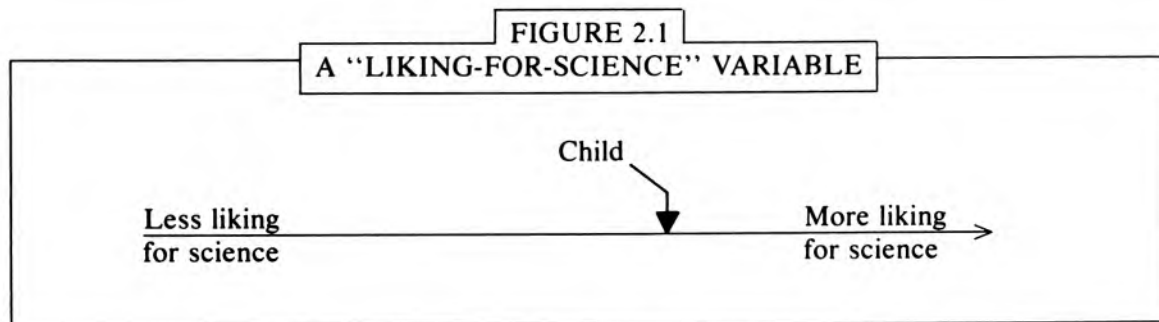 FIGURE 2.1
A "LIKING-FOR-SCIENCE" VARIABLE
Child
Less liking
for science
More liking
for science